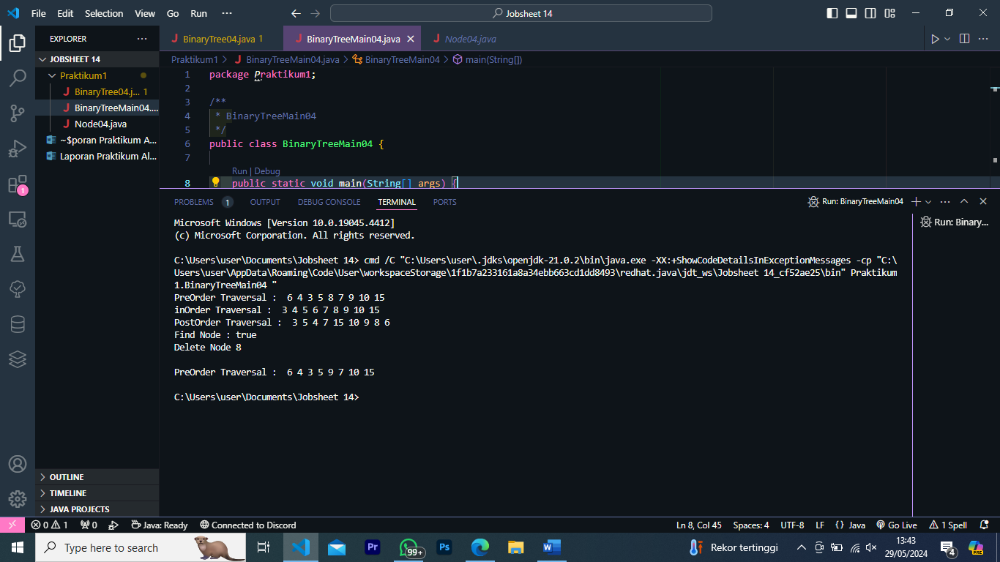 File Edit Selection View Go Run ··· Jobsheet 14
EXPLORER ···
JOBSHEET 14
Praktikum1
BinaryTree04.j... 1
BinaryTreeMain04....
Node04.java
~$poran Praktikum A...
Laporan Praktikum Al...
OUTLINE
TIMELINE
JAVA PROJECTS
1
BinaryTree04.java 1 BinaryTreeMain04.java Node04.java
Praktikum1 > BinaryTreeMain04.java > BinaryTreeMain04 > main(String[])
1 package Praktikum1;
2
3 /**
4 * BinaryTreeMain04
5 */
6 public class BinaryTreeMain04 {
7
Run | Debug
8 public static void main(String[] args) {
PROBLEMS 1 OUTPUT DEBUG CONSOLE TERMINAL PORTS Run: BinaryTreeMain04
Run: Binary...
Microsoft Windows [Version 10.0.19045.4412]
(c) Microsoft Corporation. All rights reserved.
C:\Users\user\Documents\Jobsheet 14> cmd /C "C:\Users\user\.jdks\openjdk-21.0.2\bin\java.exe -XX:+ShowCodeDetailsInExceptionMessages -cp "C:\
Users\user\AppData\Roaming\Code\User\workspaceStorage\1f1b7a233161a8a34ebb663cd1dd8493\redhat.java\jdt_ws\Jobsheet 14_cf52ae25\bin" Praktikum
1.BinaryTreeMain04 "
PreOrder Traversal :  6 4 3 5 8 7 9 10 15
inOrder Traversal :  3 4 5 6 7 8 9 10 15
PostOrder Traversal :  3 5 4 7 15 10 9 8 6
Find Node : true
Delete Node 8
PreOrder Traversal :  6 4 3 5 9 7 10 15
C:\Users\user\Documents\Jobsheet 14>
0 1 0 Java: Ready Connected to Discord Ln 8, Col 45 Spaces: 4 UTF-8 LF {} Java Go Live 1 Spell
Type here to search Pr 99+ Ps W Rekor tertinggi 4 PRE
13:43
29/05/2024